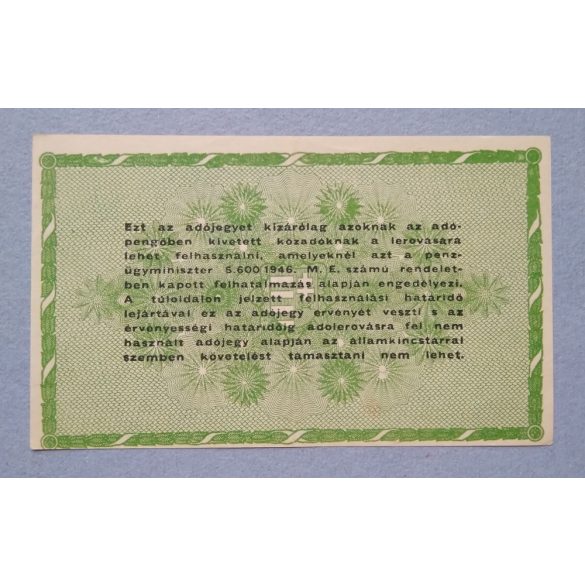 Ezt az adójegyet kizárólag azoknak az adó-
pengőben kivetett közadóknak a lerovására
lehet felhasználni, amelyeknél azt a pénz-
ügyminiszter 5.600/1946. M. E. számú rendelet-
ben kapott felhatalmazás alapján engedélyezi.
A túloldalon jelzett felhasználási határidő
lejártával ez az adójegy érvényét veszti s az
érvényességi határidőig adólerovásra fel nem
használt adójegy alapján az államkincstárral
szemben követelést támasztani nem lehet.